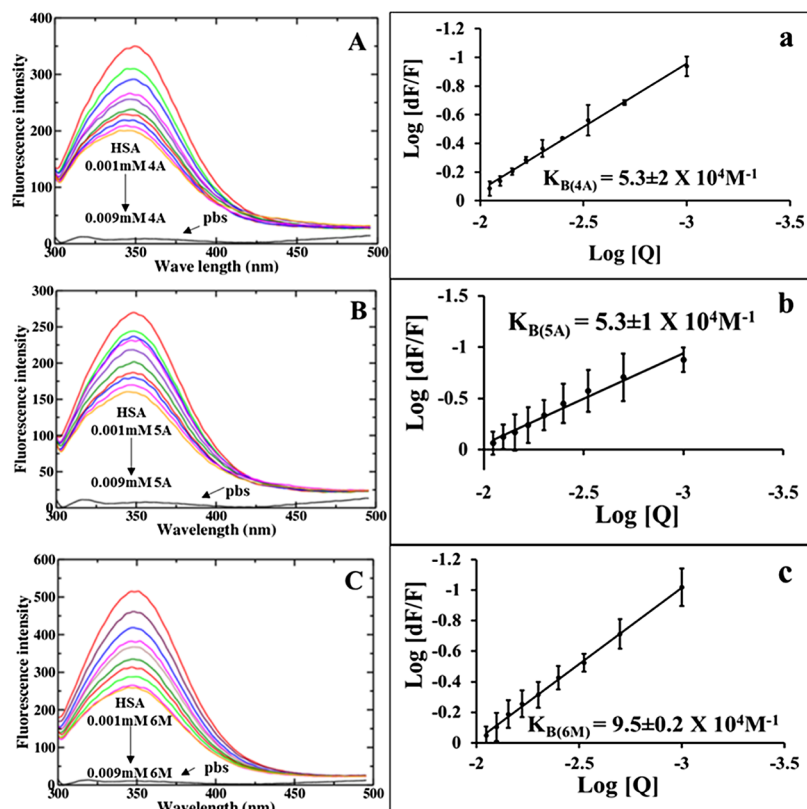 A
400
300
200
100
0
Fluorescence intensity
HSA
0.001mM 4A
0.009mM 4A
pbs
300 350 400 450 500
Wave length (nm)
a
-1.2
-1
-0.8
-0.6
-0.4
-0.2
0
Log [dF/F]
K B(4A) = 5.3±2 X 10⁴M⁻¹
-2 -2.5 -3 -3.5
Log [Q]
B
300
250
200
150
100
50
0
Fluorescence intensity
HSA
0.001mM 5A
0.009mM 5A
pbs
300 350 400 450 500
Wavelength (nm)
b
-1.5
-1
-0.5
0
Log [dF/F]
K B(5A) = 5.3±1 X 10⁴M⁻¹
-2 -2.5 -3 -3.5
Log [Q]
C
600
500
400
300
200
100
0
Fluorescence intensity
HSA
0.001mM 6M
0.009mM 6M
pbs
300 350 400 450 500
Wavelength (nm)
c
-1.2
-1
-0.8
-0.6
-0.4
-0.2
0
Log [dF/F]
K B(6M) = 9.5±0.2 X 10⁴M⁻¹
-2 -2.5 -3 -3.5
Log [Q]